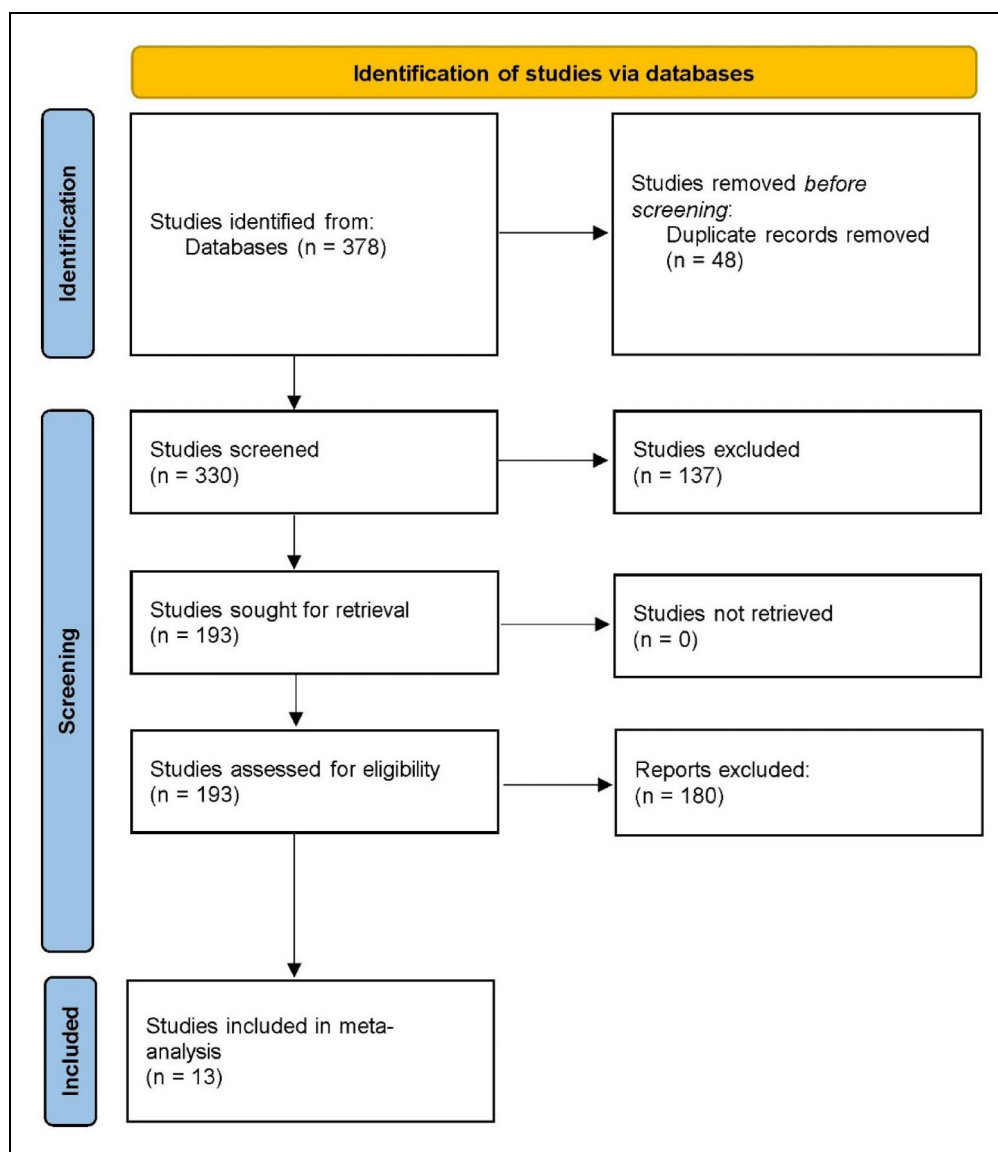 Identification of studies via databases
Identification
Studies identified from:
Databases (n = 378)
Studies removed before
screening:
Duplicate records removed
(n = 48)
Screening
Studies screened
(n = 330)
Studies excluded
(n = 137)
Studies sought for retrieval
(n = 193)
Studies not retrieved
(n = 0)
Studies assessed for eligibility
(n = 193)
Reports excluded:
(n = 180)
Included
Studies included in meta-
analysis
(n = 13)